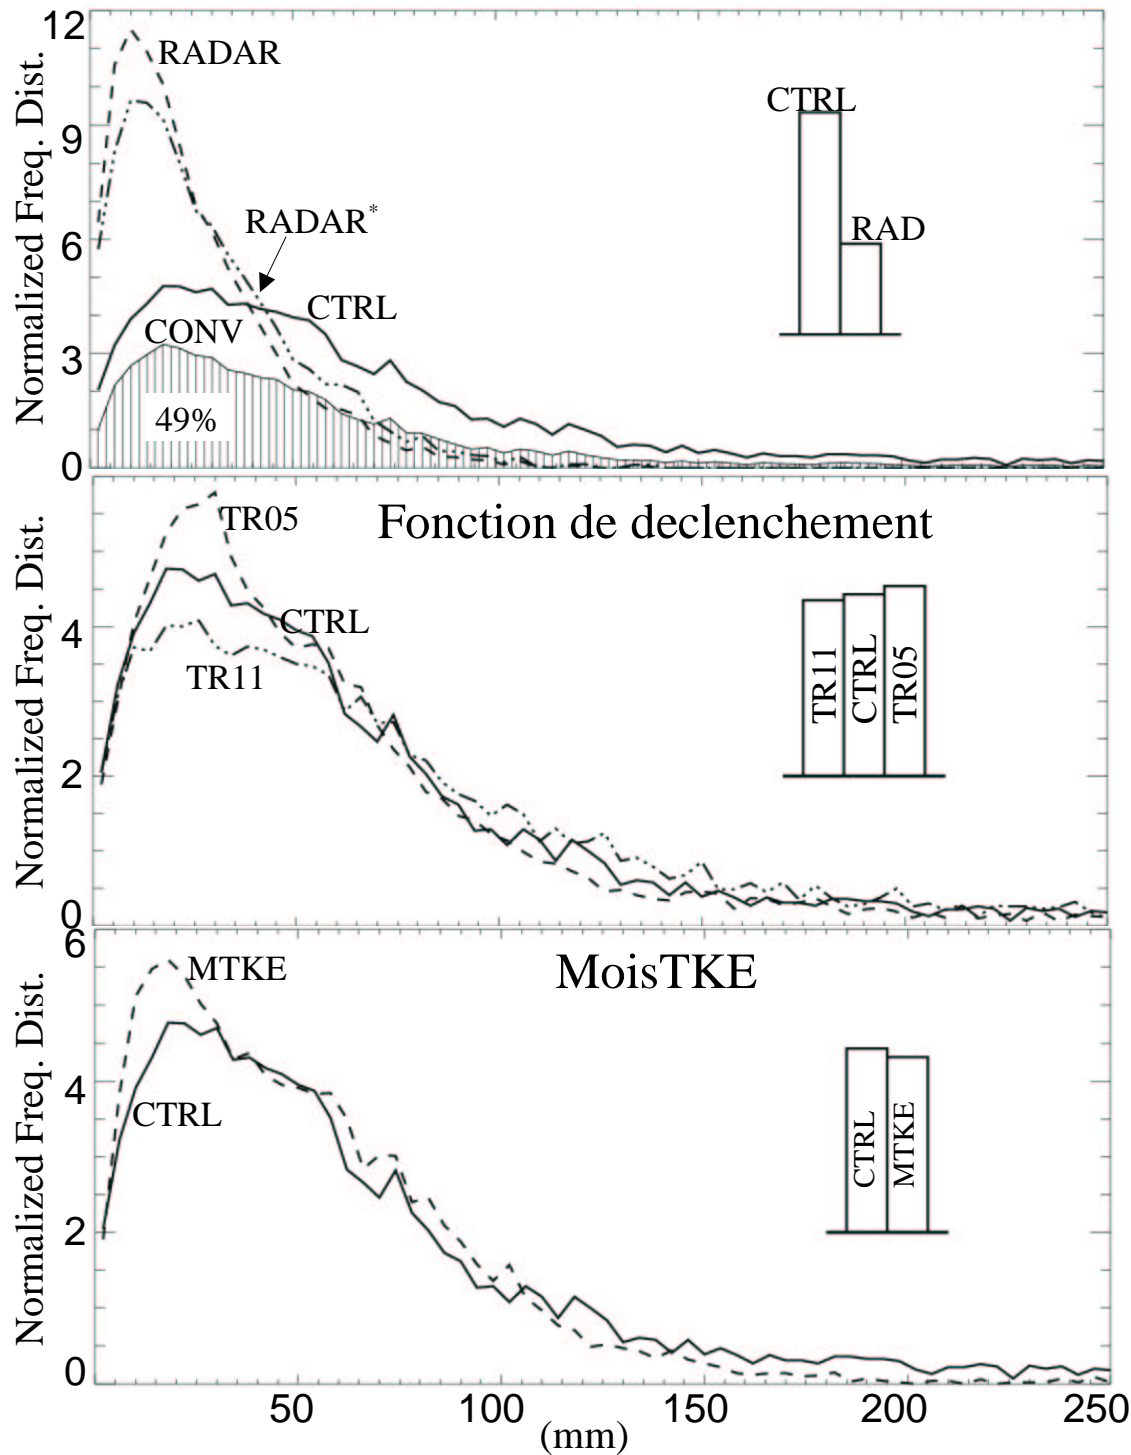 12
9
6
3
0
Normalized Freq. Dist.
RADAR
RADAR*
CTRL
CONV
49%
CTRL
RAD
4
2
0
Normalized Freq. Dist.
TR05
Fonction de declenchement
CTRL
TR11
TR11
CTRL
TR05
6
4
2
0
Normalized Freq. Dist.
MTKE
MoisTKE
CTRL
CTRL
MTKE
50
100
150
200
250
(mm)